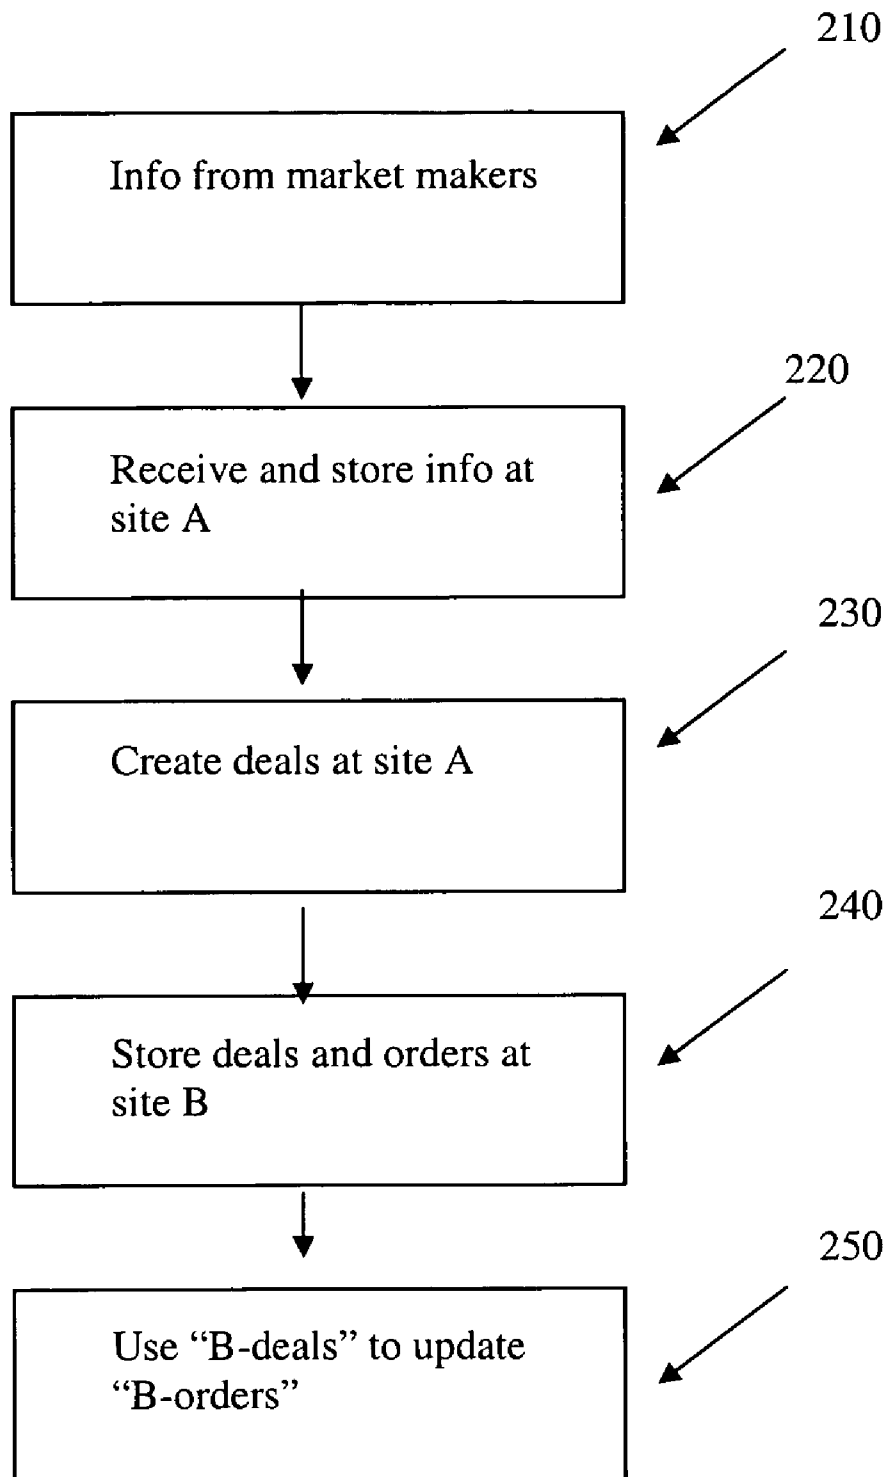 210
Info from market makers
220
Receive and store info at
site A
230
Create deals at site A
240
Store deals and orders at
site B
250
Use “B-deals” to update
“B-orders”